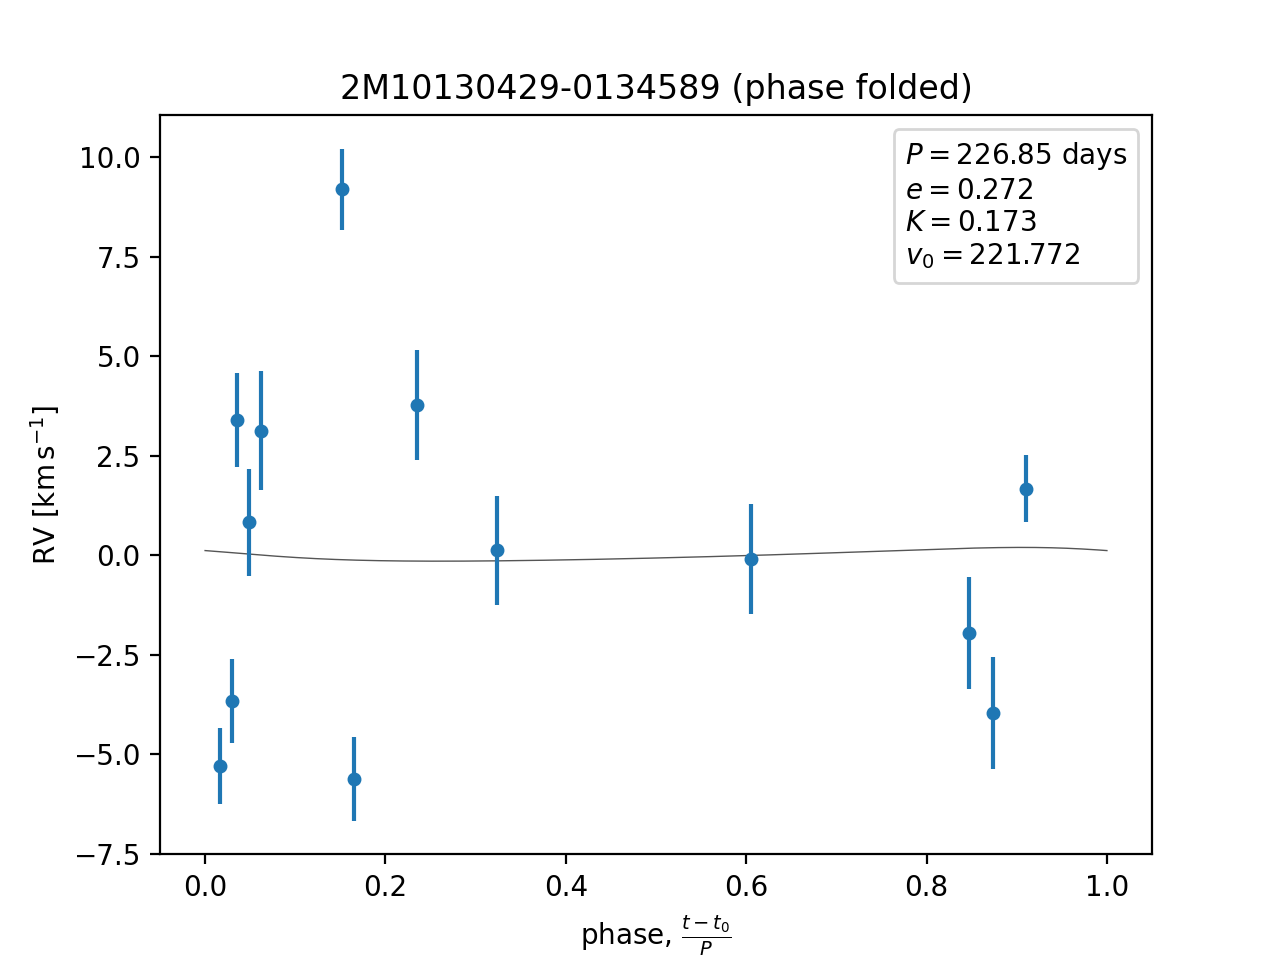 2M10130429-0134589 (phase folded)
P = 226.85 days
e = 0.272
K = 0.173
v₀ = 221.772
10.0
7.5
5.0
2.5
0.0
−2.5
−5.0
−7.5
RV [km s⁻¹]
0.0 0.2 0.4 0.6 0.8 1.0
phase, (t − t₀)/P